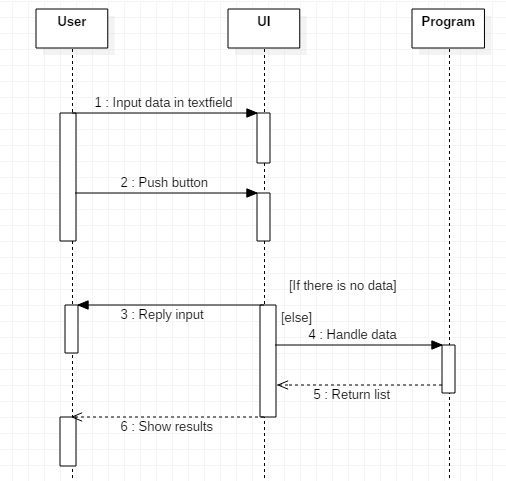 User
UI
Program
1 : Input data in textfield
2 : Push button
[If there is no data]
3 : Reply input
[else]
4 : Handle data
5 : Return list
6 : Show results